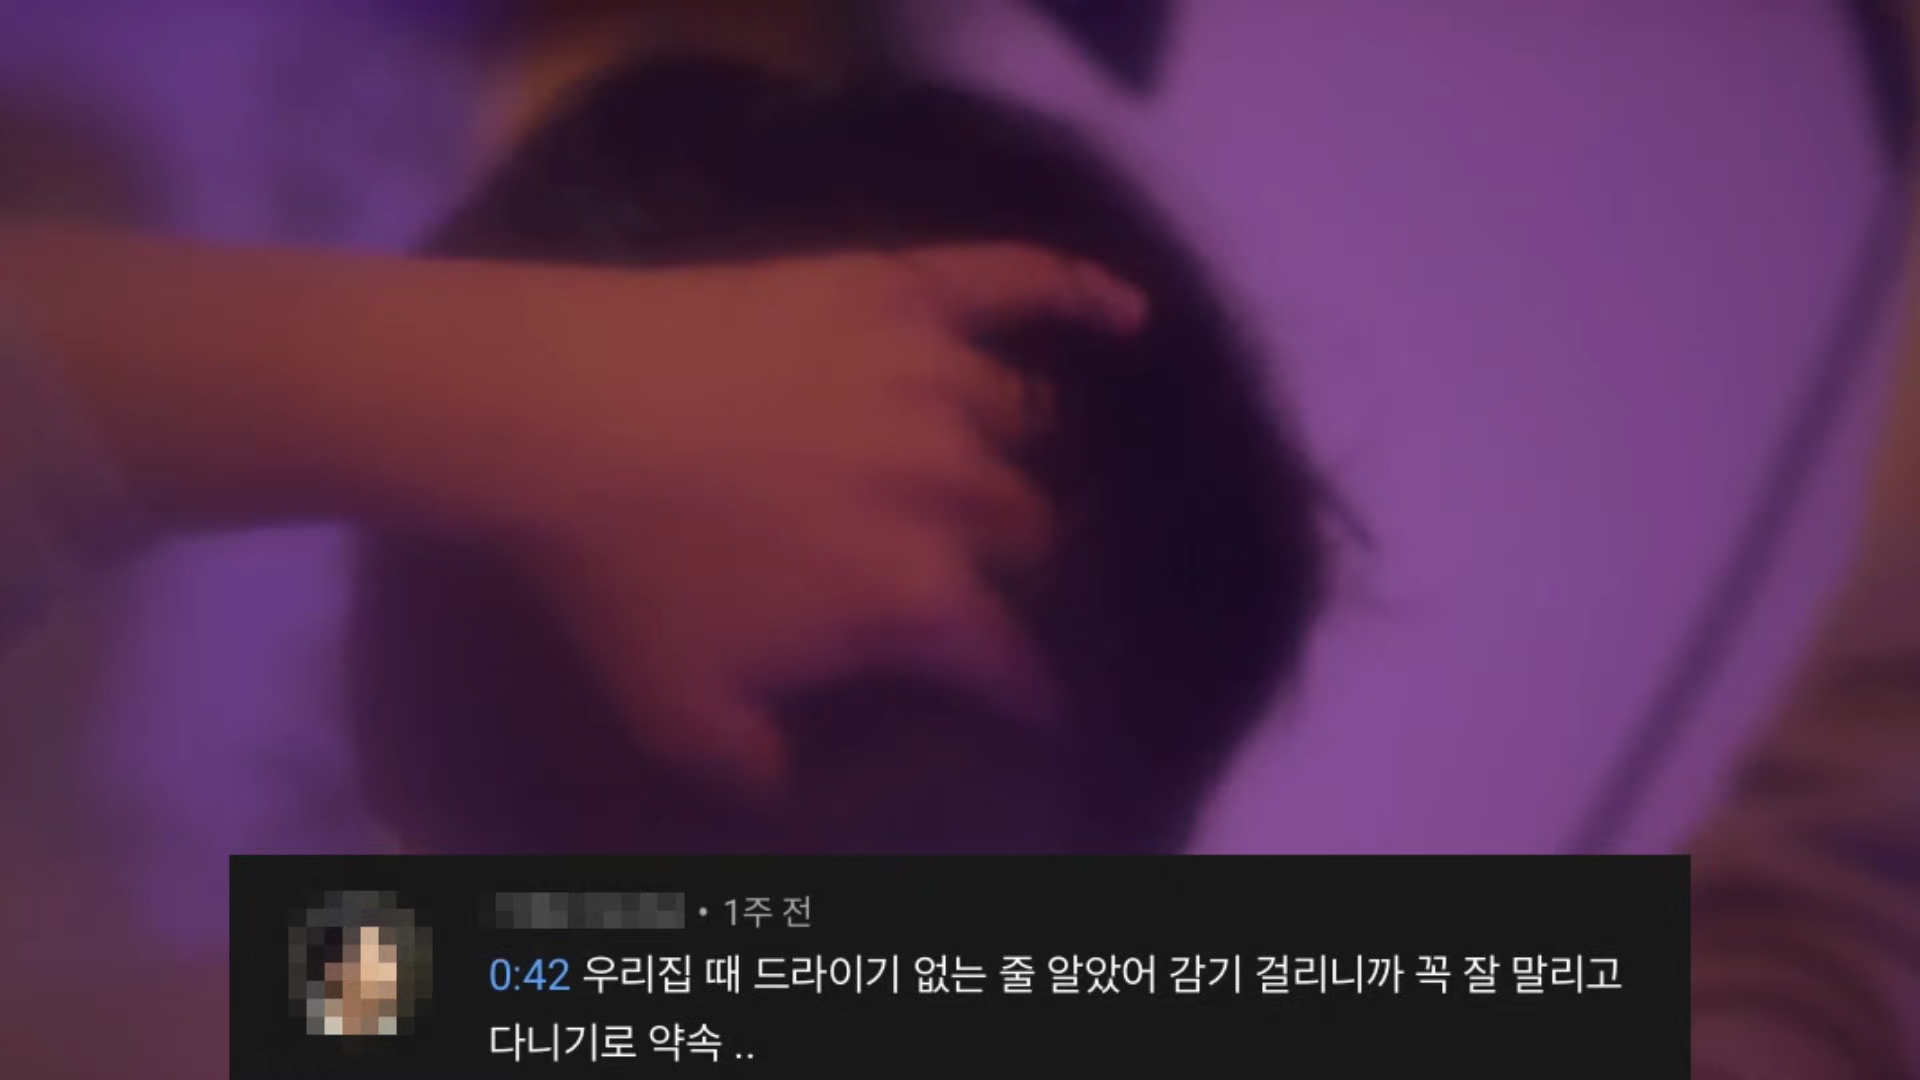 • 1주 전
0:42 우리집 때 드라이기 없는 줄 알았어 감기 걸리니까 꼭 잘 말리고
다니기로 약속 ..